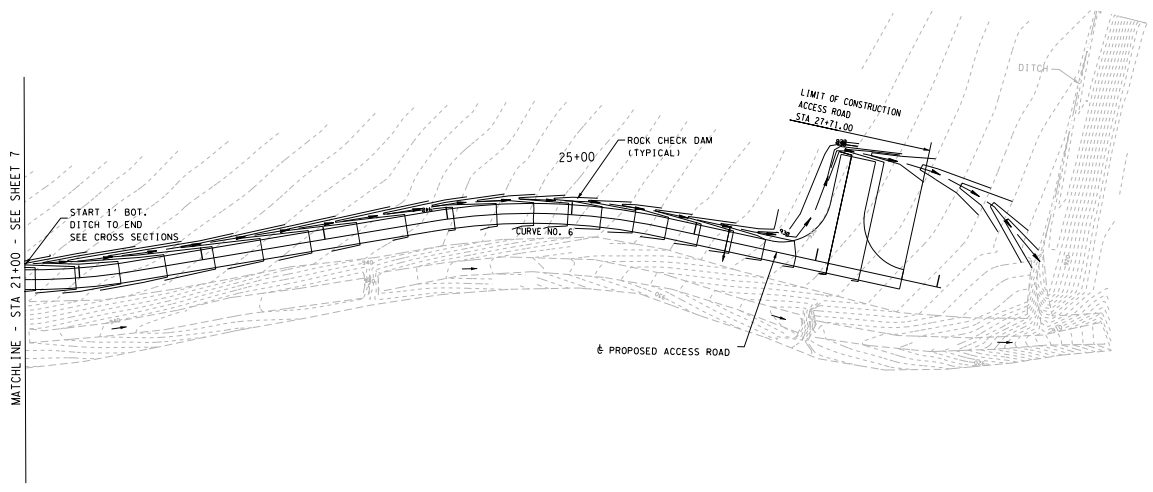 DITCH
LIMIT OF CONSTRUCTION
ACCESS ROAD
STA 27+71.00
ROCK CHECK DAM
(TYPICAL)
25+00
START 1' BOT.
DITCH TO END
SEE CROSS SECTIONS
CURVE NO. 6
℄ PROPOSED ACCESS ROAD
MATCHLINE - STA 21+00 - SEE SHEET 7